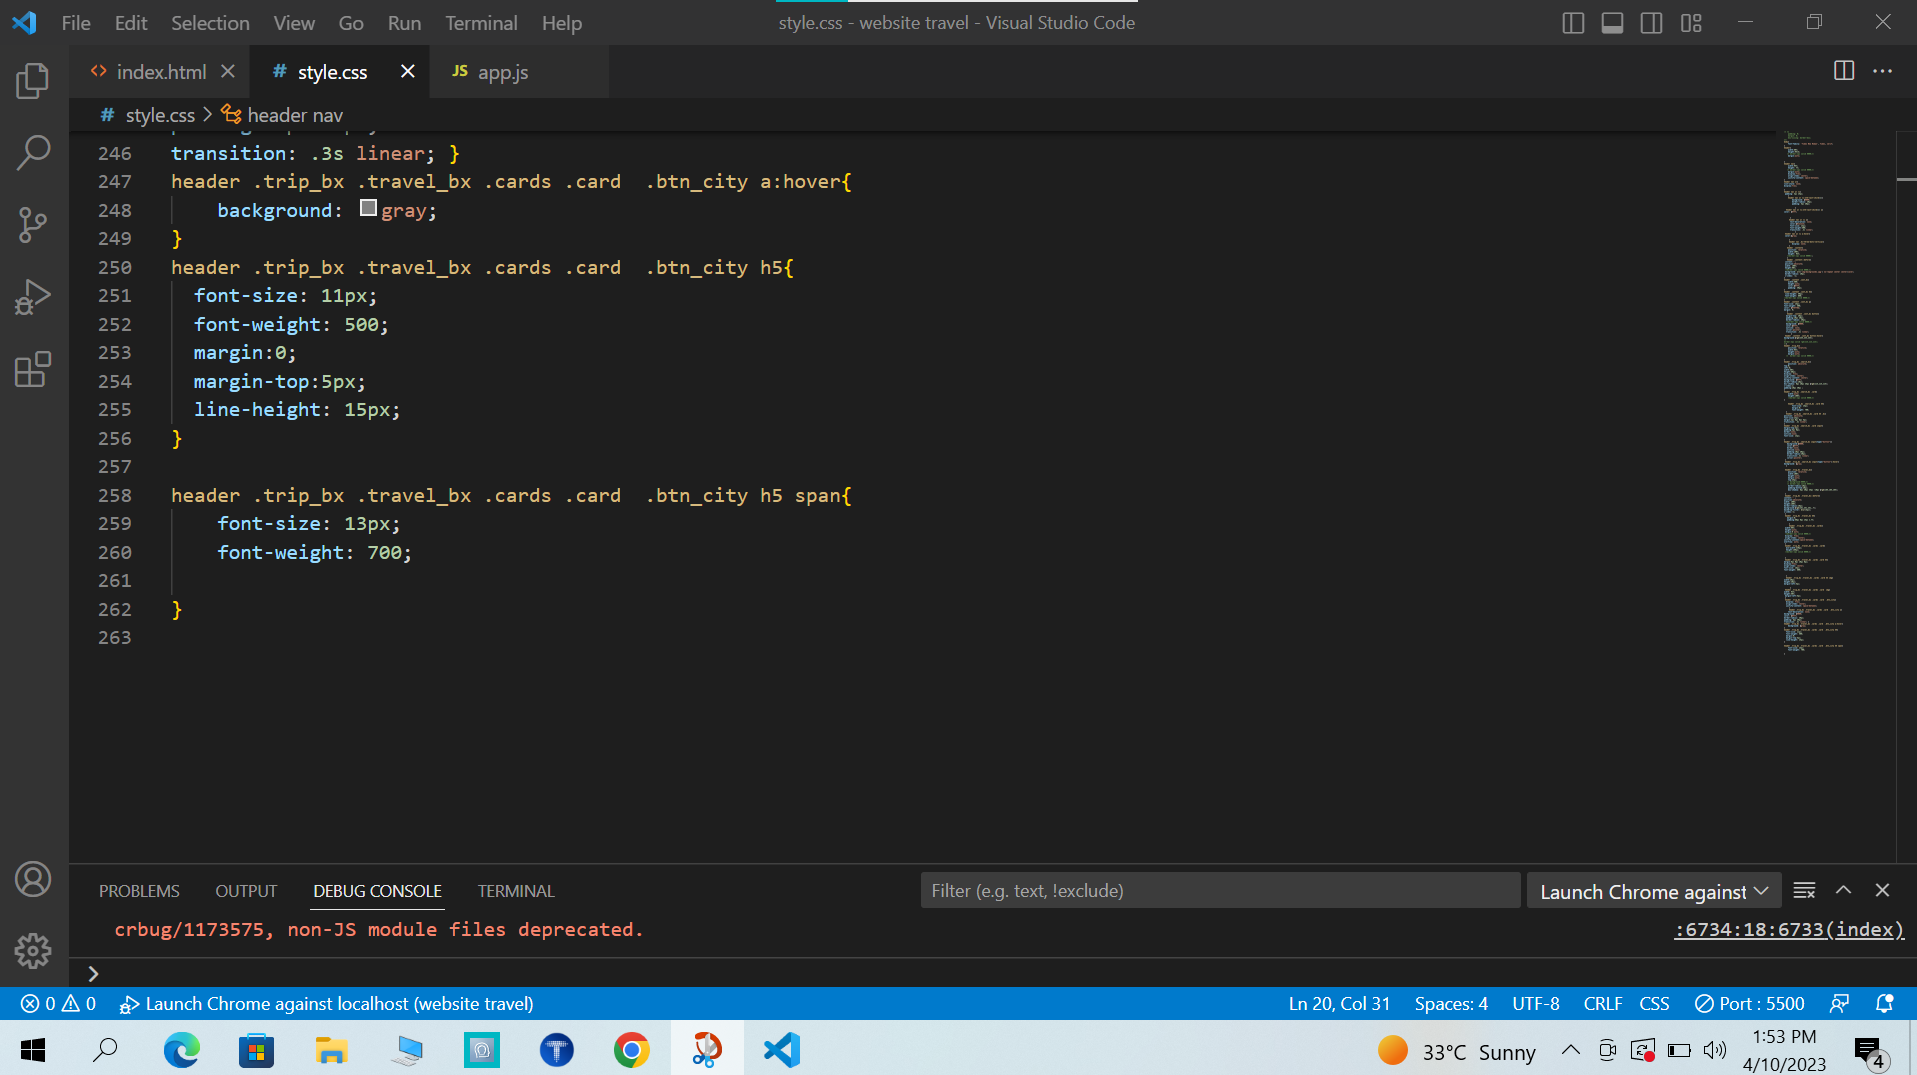 File Edit Selection View Go Run Terminal Help style.css - website travel - Visual Studio Code
index.html # style.css JS app.js
# style.css > header nav
246 transition: .3s linear; }
247 header .trip_bx .travel_bx .cards .card  .btn_city a:hover{
248 background: gray;
249 }
250 header .trip_bx .travel_bx .cards .card  .btn_city h5{
251 font-size: 11px;
252 font-weight: 500;
253 margin:0;
254 margin-top:5px;
255 line-height: 15px;
256 }
257
258 header .trip_bx .travel_bx .cards .card  .btn_city h5 span{
259 font-size: 13px;
260 font-weight: 700;
261
262 }
263
PROBLEMS OUTPUT DEBUG CONSOLE TERMINAL Filter (e.g. text, !exclude) Launch Chrome against
crbug/1173575, non-JS module files deprecated. :6734:18:6733(index)
0 0 Launch Chrome against localhost (website travel) Ln 20, Col 31 Spaces: 4 UTF-8 CRLF CSS Port : 5500
33°C Sunny 1:53 PM
4/10/2023 4